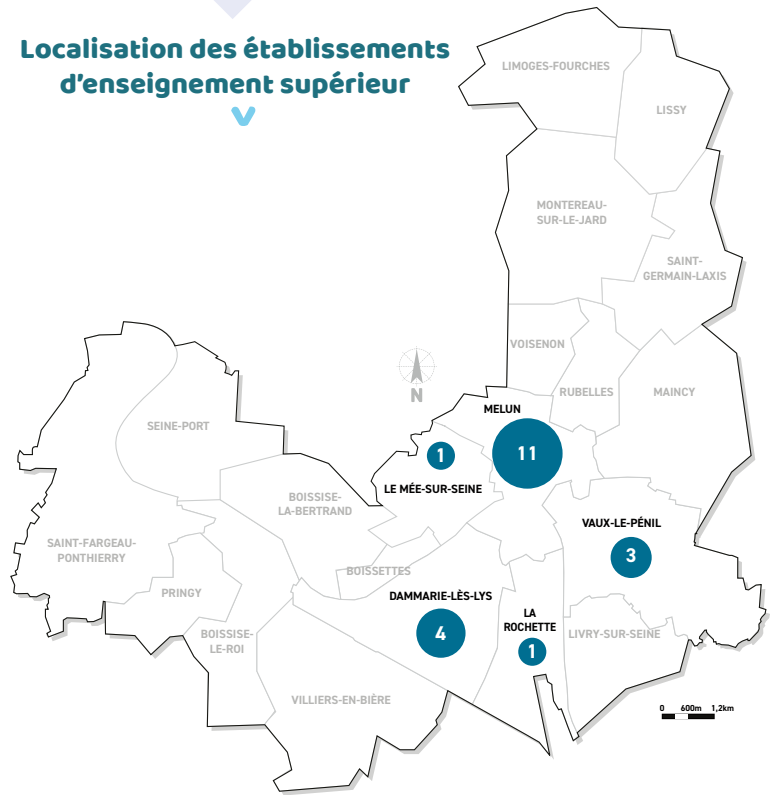 Localisation des établissements
d'enseignement supérieur
LIMOGES-FOURCHES
LISSY
MONTEREAU-
SUR-LE-JARD
SAINT-
GERMAIN-LAXIS
VOISENON
RUBELLES
MAINCY
N
MELUN
11
SEINE-PORT
1
LE MÉE-SUR-SEINE
BOISSISE-
LA-BERTRAND
VAUX-LE-PÉNIL
3
SAINT-FARGEAU-
PONTHIERRY
BOISSETTES
PRINGY
DAMMARIE-LÈS-LYS
4
LA
ROCHETTE
1
BOISSISE-
LE-ROI
LIVRY-SUR-SEINE
VILLIERS-EN-BIÈRE
0 600m 1,2km